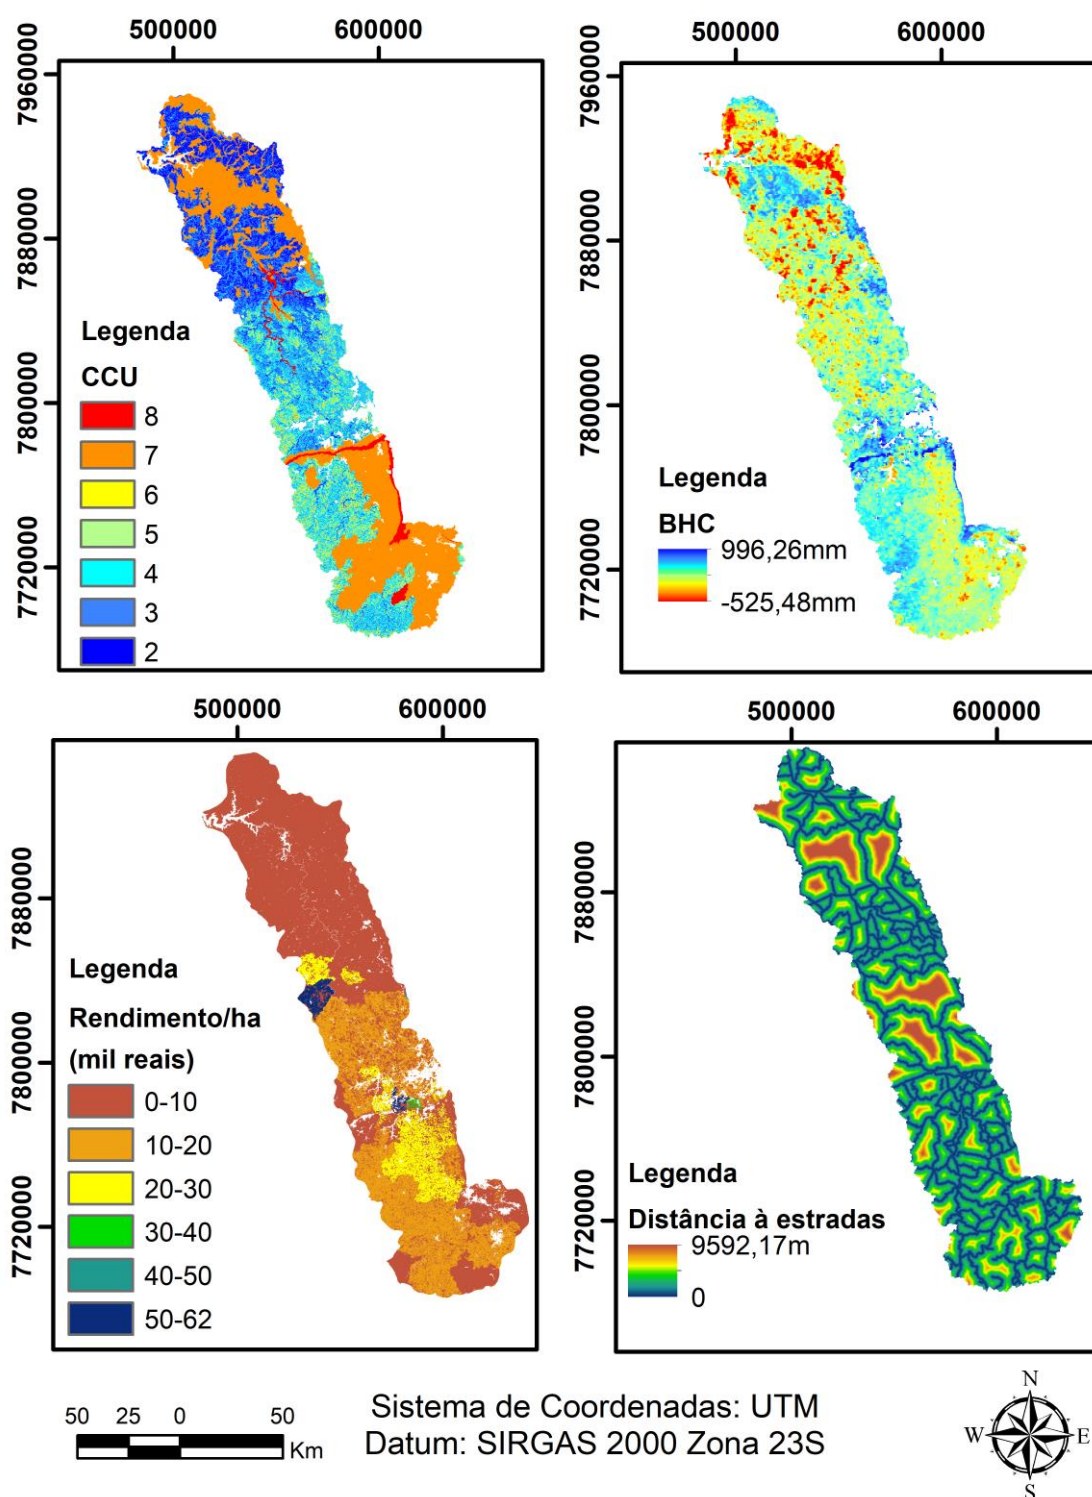 500000 600000
7960000
7880000
7800000
7720000
Legenda
CCU
8
7
6
5
4
3
2
500000 600000
7960000
7880000
7800000
7720000
Legenda
BHC
996,26mm
-525,48mm
500000 600000
7880000
7800000
7720000
Legenda
Rendimento/ha
(mil reais)
0-10
10-20
20-30
30-40
40-50
50-62
500000 600000
7880000
7800000
7720000
Legenda
Distância à estradas
9592,17m
0
50 25 0 50
Km
Sistema de Coordenadas: UTM
Datum: SIRGAS 2000 Zona 23S
N
W E
S